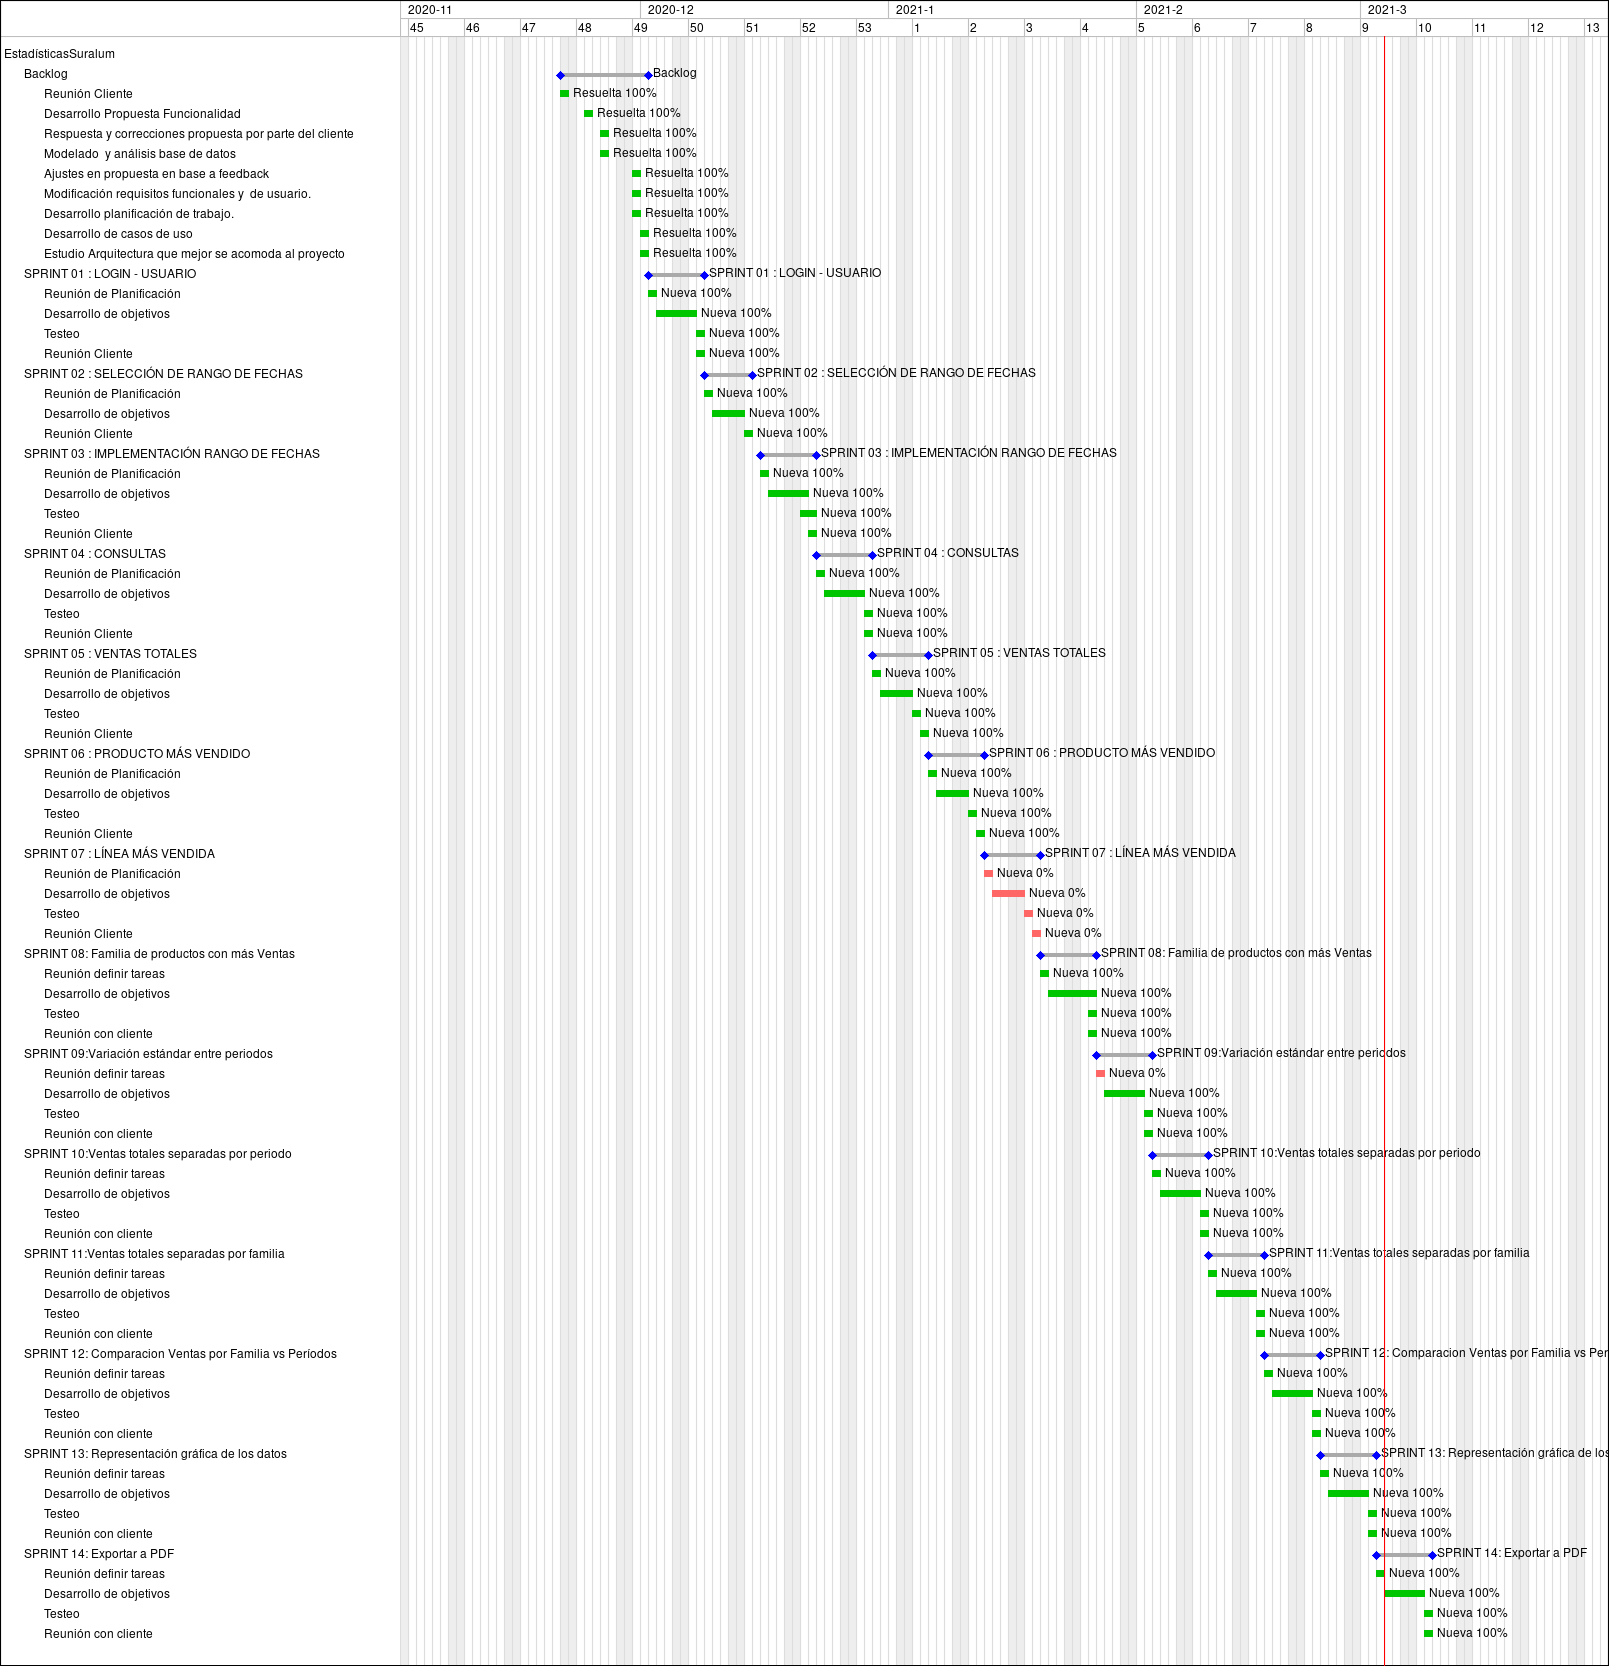 2020-11 2020-12 2021-1 2021-2 2021-3
45 46 47 48 49 50 51 52 53 1 2 3 4 5 6 7 8 9 10 11 12 13
EstadísticasSuralum
Backlog Backlog
Reunión Cliente Resuelta 100%
Desarrollo Propuesta Funcionalidad Resuelta 100%
Respuesta y correcciones propuesta por parte del cliente Resuelta 100%
Modelado y análisis base de datos Resuelta 100%
Ajustes en propuesta en base a feedback Resuelta 100%
Modificación requisitos funcionales y de usuario. Resuelta 100%
Desarrollo planificación de trabajo. Resuelta 100%
Desarrollo de casos de uso Resuelta 100%
Estudio Arquitectura que mejor se acomoda al proyecto Resuelta 100%
SPRINT 01 : LOGIN - USUARIO SPRINT 01 : LOGIN - USUARIO
Reunión de Planificación Nueva 100%
Desarrollo de objetivos Nueva 100%
Testeo Nueva 100%
Reunión Cliente Nueva 100%
SPRINT 02 : SELECCIÓN DE RANGO DE FECHAS SPRINT 02 : SELECCIÓN DE RANGO DE FECHAS
Reunión de Planificación Nueva 100%
Desarrollo de objetivos Nueva 100%
Reunión Cliente Nueva 100%
SPRINT 03 : IMPLEMENTACIÓN RANGO DE FECHAS SPRINT 03 : IMPLEMENTACIÓN RANGO DE FECHAS
Reunión de Planificación Nueva 100%
Desarrollo de objetivos Nueva 100%
Testeo Nueva 100%
Reunión Cliente Nueva 100%
SPRINT 04 : CONSULTAS SPRINT 04 : CONSULTAS
Reunión de Planificación Nueva 100%
Desarrollo de objetivos Nueva 100%
Testeo Nueva 100%
Reunión Cliente Nueva 100%
SPRINT 05 : VENTAS TOTALES SPRINT 05 : VENTAS TOTALES
Reunión de Planificación Nueva 100%
Desarrollo de objetivos Nueva 100%
Testeo Nueva 100%
Reunión Cliente Nueva 100%
SPRINT 06 : PRODUCTO MÁS VENDIDO SPRINT 06 : PRODUCTO MÁS VENDIDO
Reunión de Planificación Nueva 100%
Desarrollo de objetivos Nueva 100%
Testeo Nueva 100%
Reunión Cliente Nueva 100%
SPRINT 07 : LÍNEA MÁS VENDIDA SPRINT 07 : LÍNEA MÁS VENDIDA
Reunión de Planificación Nueva 0%
Desarrollo de objetivos Nueva 0%
Testeo Nueva 0%
Reunión Cliente Nueva 0%
SPRINT 08: Familia de productos con más Ventas SPRINT 08: Familia de productos con más Ventas
Reunión definir tareas Nueva 100%
Desarrollo de objetivos Nueva 100%
Testeo Nueva 100%
Reunión con cliente Nueva 100%
SPRINT 09:Variación estándar entre periodos SPRINT 09:Variación estándar entre periodos
Reunión definir tareas Nueva 0%
Desarrollo de objetivos Nueva 100%
Testeo Nueva 100%
Reunión con cliente Nueva 100%
SPRINT 10:Ventas totales separadas por periodo SPRINT 10:Ventas totales separadas por periodo
Reunión definir tareas Nueva 100%
Desarrollo de objetivos Nueva 100%
Testeo Nueva 100%
Reunión con cliente Nueva 100%
SPRINT 11:Ventas totales separadas por familia SPRINT 11:Ventas totales separadas por familia
Reunión definir tareas Nueva 100%
Desarrollo de objetivos Nueva 100%
Testeo Nueva 100%
Reunión con cliente Nueva 100%
SPRINT 12: Comparacion Ventas por Familia vs Períodos SPRINT 12: Comparacion Ventas por Familia vs Per
Reunión definir tareas Nueva 100%
Desarrollo de objetivos Nueva 100%
Testeo Nueva 100%
Reunión con cliente Nueva 100%
SPRINT 13: Representación gráfica de los datos SPRINT 13: Representación gráfica de los
Reunión definir tareas Nueva 100%
Desarrollo de objetivos Nueva 100%
Testeo Nueva 100%
Reunión con cliente Nueva 100%
SPRINT 14: Exportar a PDF SPRINT 14: Exportar a PDF
Reunión definir tareas Nueva 100%
Desarrollo de objetivos Nueva 100%
Testeo Nueva 100%
Reunión con cliente Nueva 100%